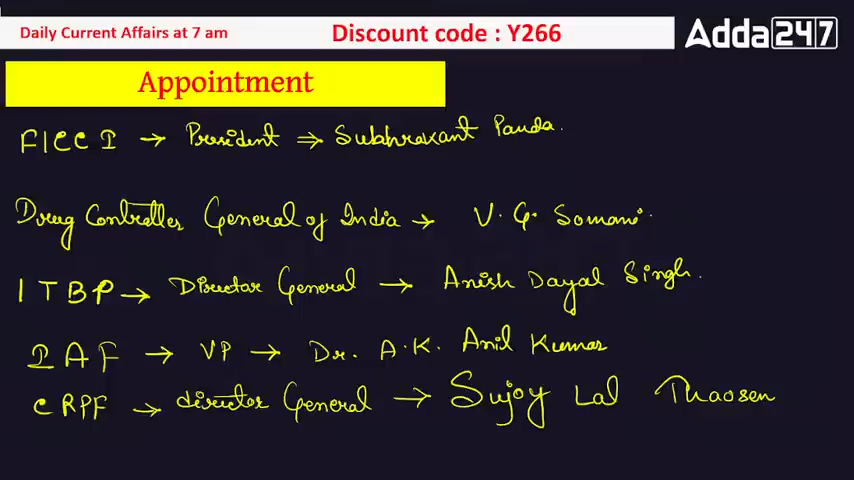 Daily Current Affairs at 7 am
Discount code : Y266
Adda247
Appointment
FICCI → President ⇒ Subhrakant Panda.
Drug Controller General of India → V. G. Somani.
ITBP → Director General → Anish Dayal Singh.
IAF → VP → Dr. A.K. Anil Kumar
CRPF → director General → Sujoy Lal Thaosen